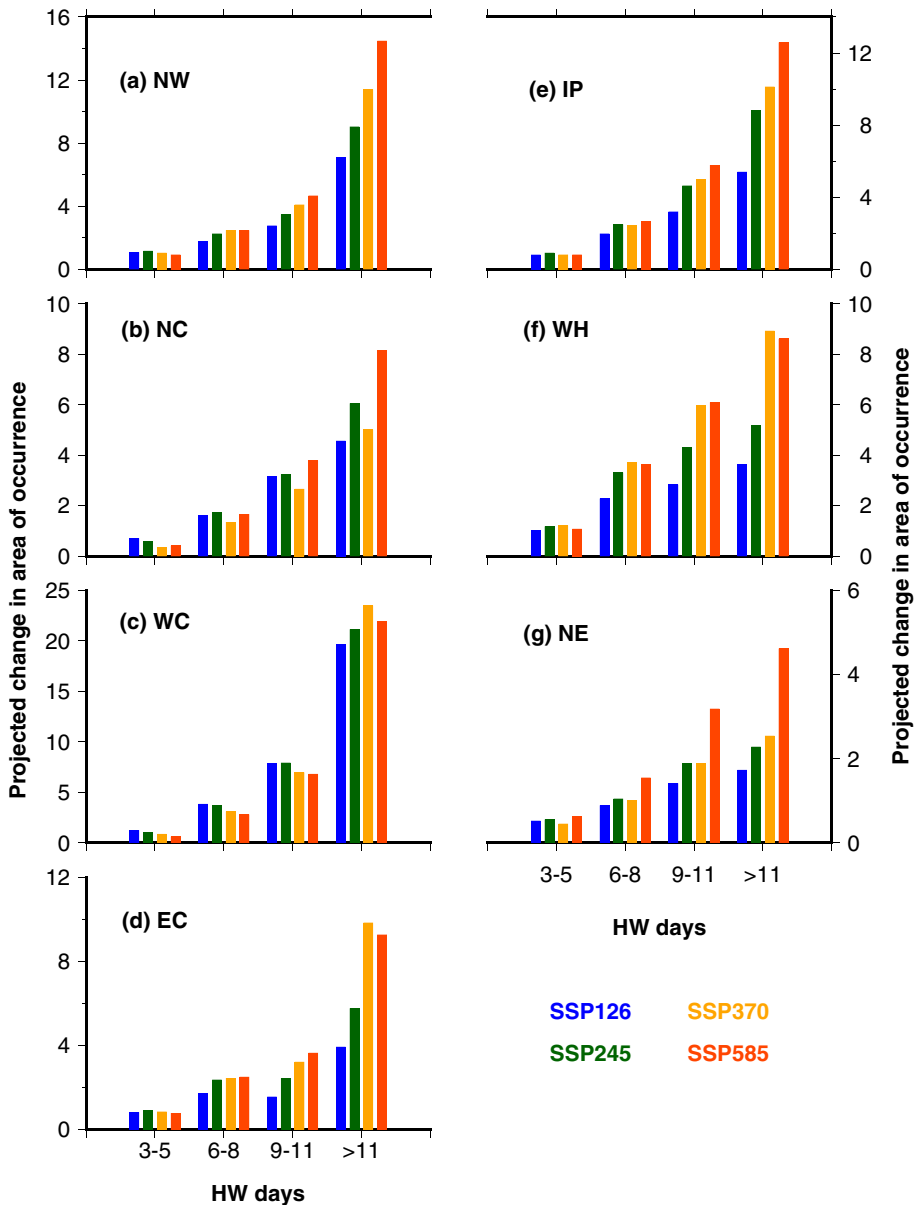 Projected change in area of occurrence
16
12
8
4
0
(a) NW
10
8
6
4
2
0
(b) NC
25
20
15
10
5
0
(c) WC
12
8
4
0
(d) EC
3-5 6-8 9-11 >11
HW days
(e) IP
12
8
4
0
(f) WH
10
8
6
4
2
0
(g) NE
6
4
2
0
3-5 6-8 9-11 >11
HW days
Projected change in area of occurrence
SSP126 SSP370
SSP245 SSP585